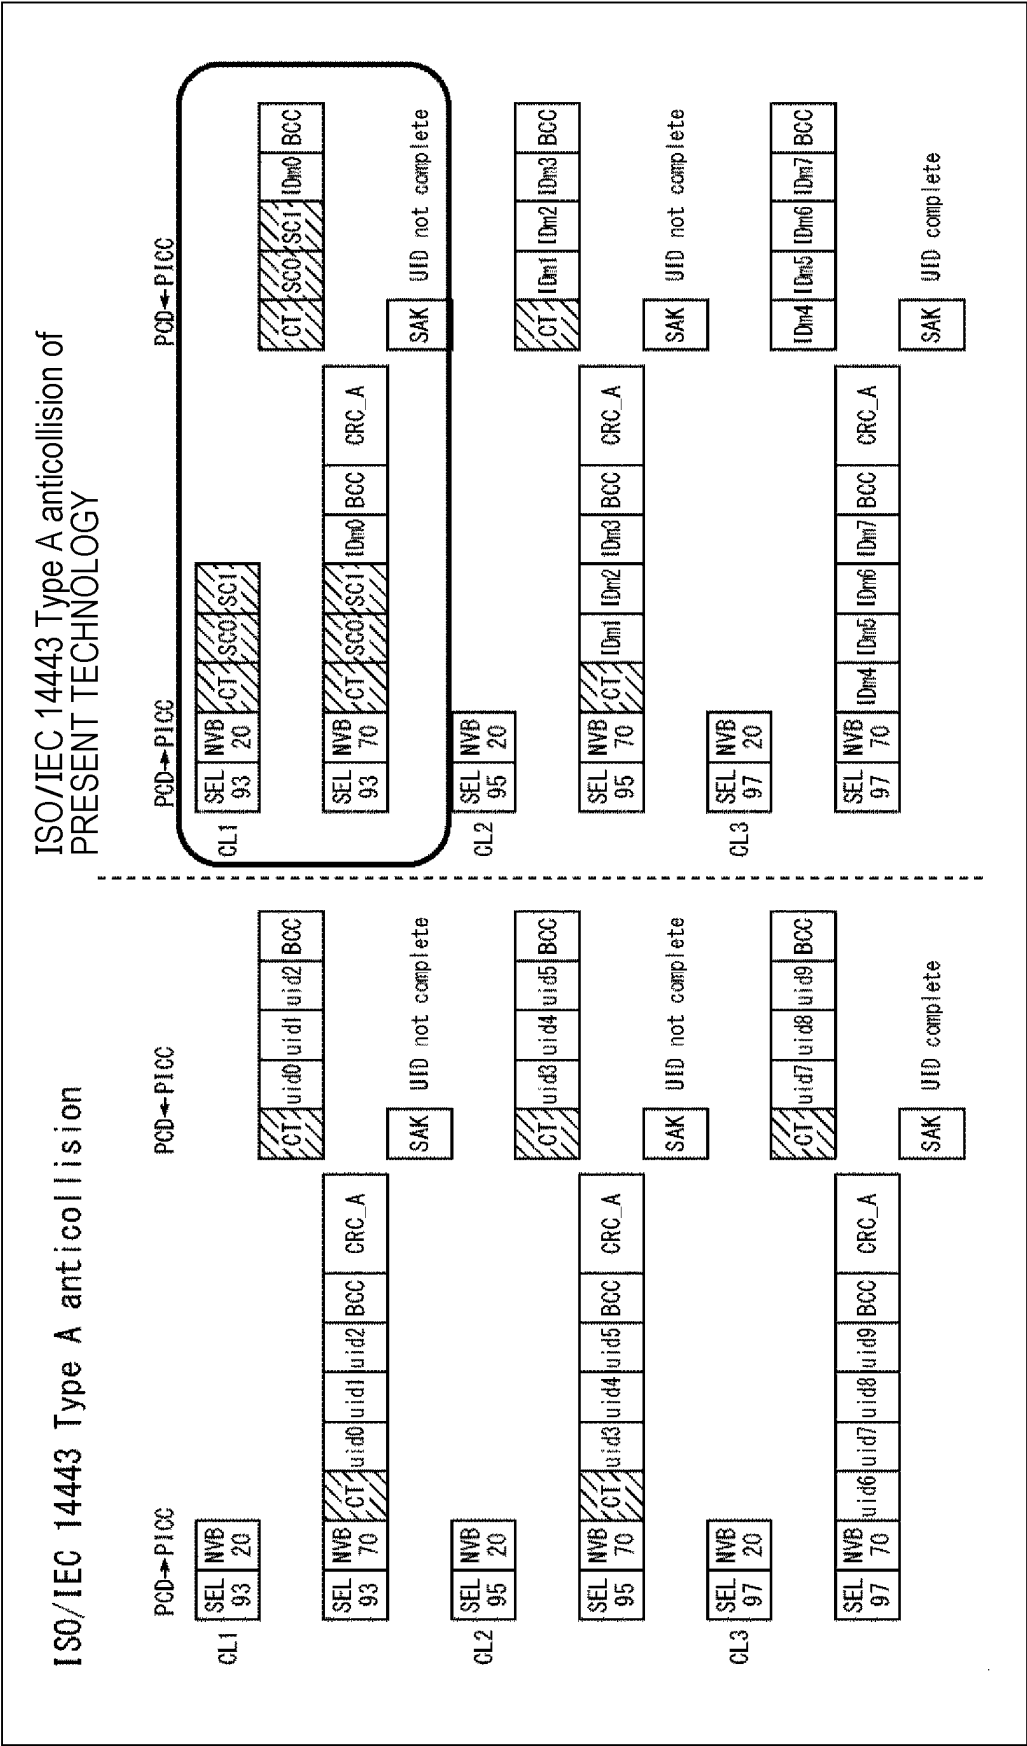 ISO/IEC 14443 Type A anticollision
PCD→PICC PCD←PICC
CL1 SEL 93 NVB 20
CT uid0 uid1 uid2 BCC
SEL 93 NVB 70 CT uid0 uid1 uid2 BCC CRC_A
SAK UID not complete
CL2 SEL 95 NVB 20
CT uid3 uid4 uid5 BCC
SEL 95 NVB 70 CT uid3 uid4 uid5 BCC CRC_A
SAK UID not complete
CL3 SEL 97 NVB 20
CT uid7 uid8 uid9 BCC
SEL 97 NVB 70 uid6 uid7 uid8 uid9 BCC CRC_A
SAK UID complete
ISO/IEC 14443 Type A anticollision of
PRESENT TECHNOLOGY
PCD→PICC PCD←PICC
CL1 SEL 93 NVB 20 CT SC0 SC1
CT SC0 SC1 IDm0 BCC
SEL 93 NVB 70 CT SC0 SC1 IDm0 BCC CRC_A
SAK UID not complete
CL2 SEL 95 NVB 20
CT IDm1 IDm2 IDm3 BCC
SEL 95 NVB 70 CT IDm1 IDm2 IDm3 BCC CRC_A
SAK UID not complete
CL3 SEL 97 NVB 20
IDm4 IDm5 IDm6 IDm7 BCC
SEL 97 NVB 70 IDm4 IDm5 IDm6 IDm7 BCC CRC_A
SAK UID complete